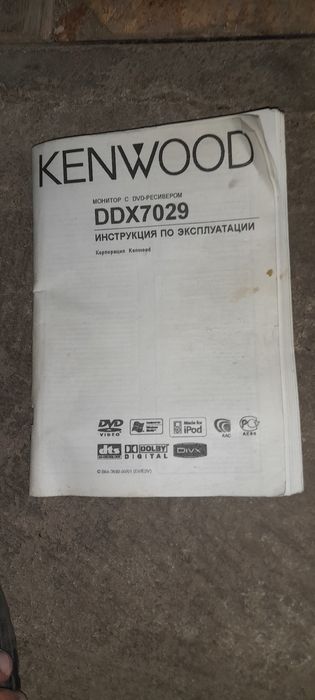 KENWOOD
МОНИТОР С DVD-РЕСИВЕРОМ
DDX7029
ИНСТРУКЦИЯ ПО ЭКСПЛУАТАЦИИ
Корпорация Kenwood
DVD VIDEO Made for iPod AAC
dts DOLBY DIGITAL DIVX